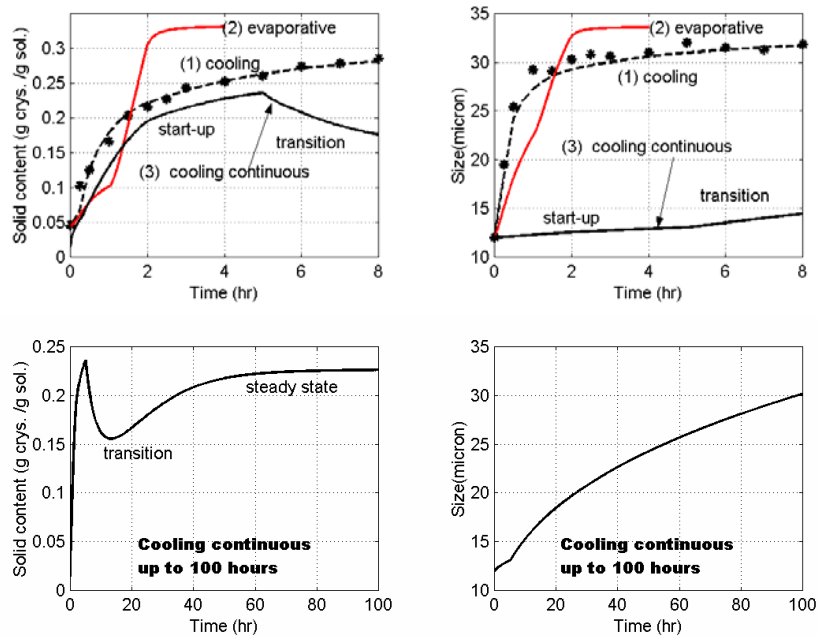 (2) evaporative
(1) cooling
start-up
transition
(3) cooling continuous
Solid content (g crys. /g sol.)
0.35
0.3
0.25
0.2
0.15
0.1
0.05
0
0 2 4 6 8
Time (hr)
(2) evaporative
(1) cooling
(3) cooling continuous
transition
start-up
Size(micron)
35
30
25
20
15
10
0 2 4 6 8
Time (hr)
Solid content (g crys. /g sol.)
0.25
0.2
0.15
0.1
0.05
0
steady state
transition
Cooling continuous
up to 100 hours
0 20 40 60 80 100
Time (hr)
Size(micron)
35
30
25
20
15
10
Cooling continuous
up to 100 hours
0 20 40 60 80 100
Time (hr)